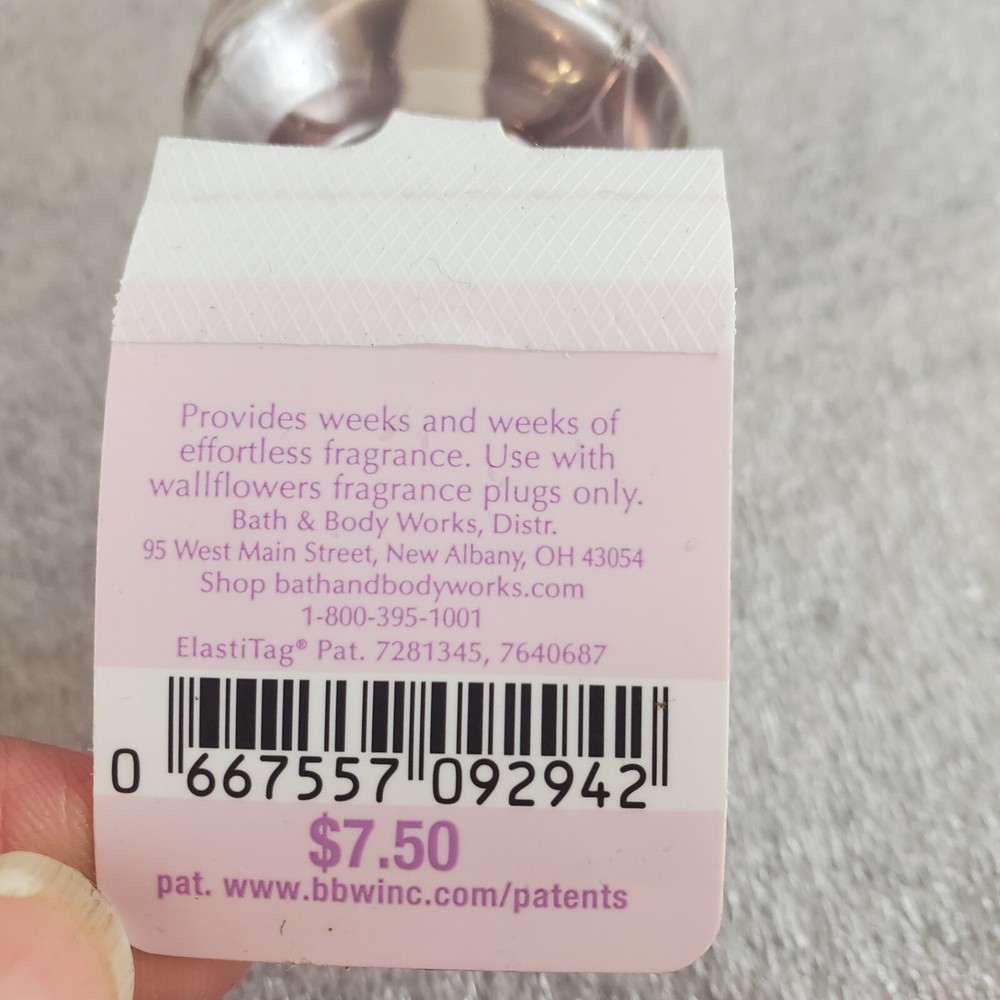 Provides weeks and weeks of
effortless fragrance. Use with
wallflowers fragrance plugs only.
Bath & Body Works, Distr.
95 West Main Street, New Albany, OH 43054
Shop bathandbodyworks.com
1-800-395-1001
ElastiTag® Pat. 7281345, 7640687
0 667557 092942
$7.50
pat. www.bbwinc.com/patents